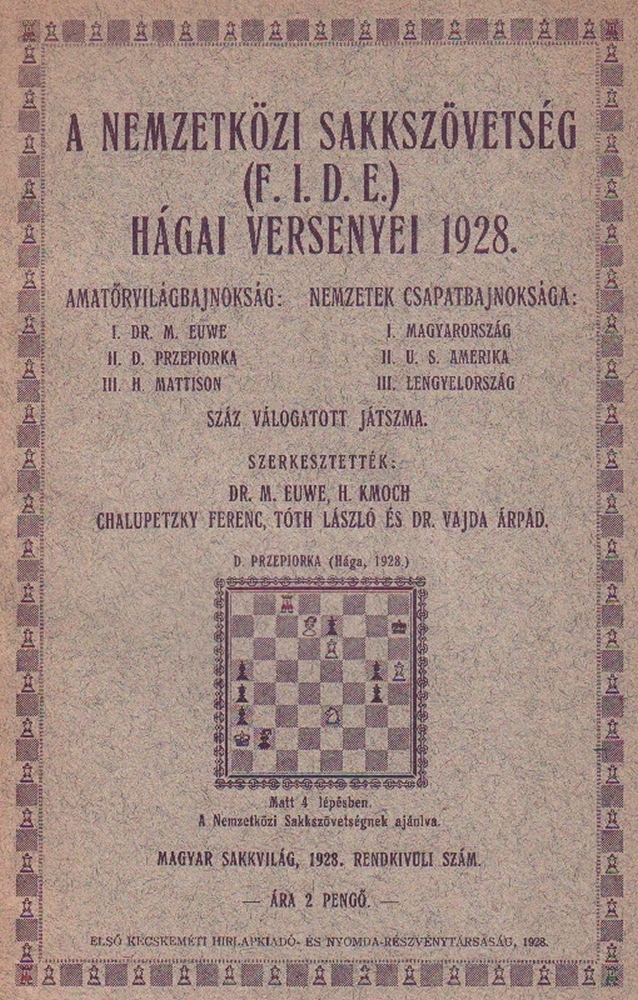 A NEMZETKÖZI SAKKSZÖVETSÉG
(F. I. D. E.)
HÁGAI VERSENYEI 1928.
AMATŐRVILÁGBAJNOKSÁG: NEMZETEK CSAPATBAJNOKSÁGA:
I. DR. M. EUWE I. MAGYARORSZÁG
II. D. PRZEPIORKA II. U. S. AMERIKA
III. H. MATTISON III. LENGYELORSZÁG
SZÁZ VÁLOGATOTT JÁTSZMA.
SZERKESZTETTÉK:
DR. M. EUWE, H. KMOCH
CHALUPETZKY FERENC, TÓTH LÁSZLÓ ÉS DR. VAJDA ÁRPÁD.
D. PRZEPIORKA (Hága, 1928.)
Matt 4 lépésben.
A Nemzetközi Sakkszövetségnek ajánlva.
MAGYAR SAKKVILÁG, 1928. RENDKIVÜLI SZÁM.
— ÁRA 2 PENGŐ. —
ELSŐ KECSKEMÉTI HIRLAPKIADÓ- ÉS NYOMDA-RÉSZVÉNYTÁRSASÁG, 1928.